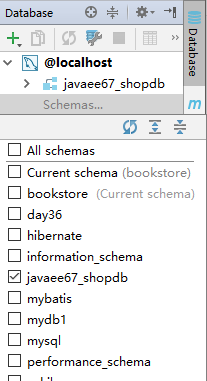 Database
@localhost
javaee67_shopdb
Schemas...
Database
m
All schemas
Current schema (bookstore)
bookstore (Current schema)
day36
hibernate
information_schema
javaee67_shopdb
mybatis
mydb1
mysql
performance_schema